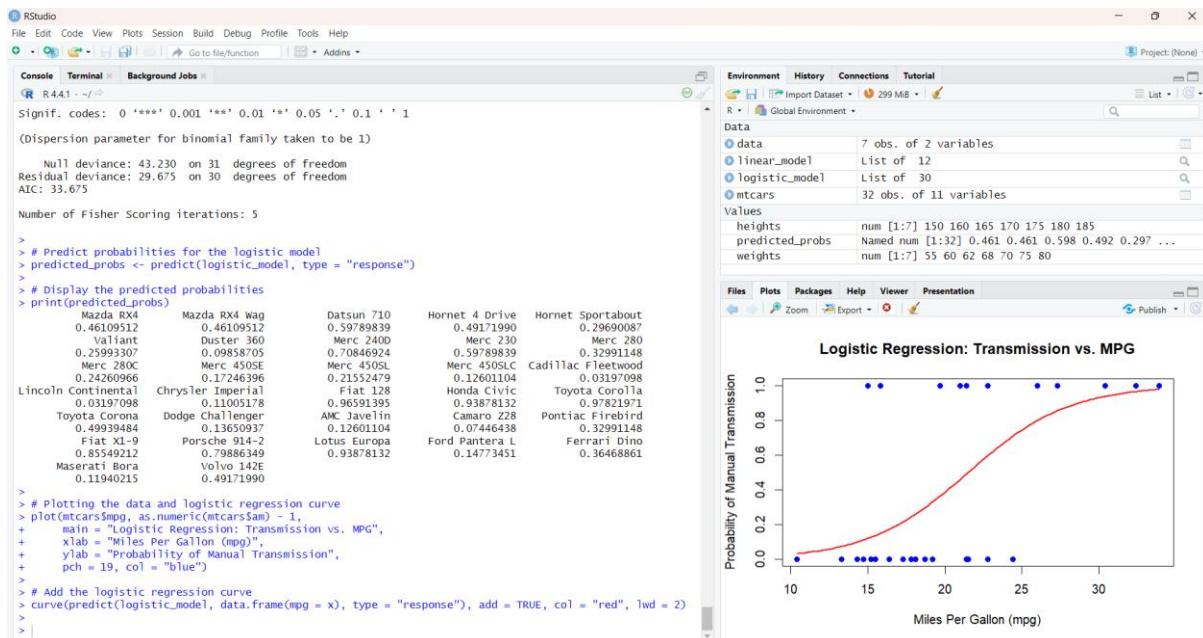 RStudio
File Edit Code View Plots Session Build Debug Profile Tools Help
Go to file/function
Addins
Project: (None)
Console Terminal Background Jobs
R 4.4.1 · ~/
Signif. codes:  0 ‘***’ 0.001 ‘**’ 0.01 ‘*’ 0.05 ‘.’ 0.1 ‘ ’ 1
(Dispersion parameter for binomial family taken to be 1)
Null deviance: 43.230  on 31  degrees of freedom
Residual deviance: 29.675  on 30  degrees of freedom
AIC: 33.675
Number of Fisher Scoring iterations: 5
>
> # Predict probabilities for the logistic model
> predicted_probs <- predict(logistic_model, type = "response")
>
> # Display the predicted probabilities
> print(predicted_probs)
Mazda RX4 Mazda RX4 Wag Datsun 710 Hornet 4 Drive Hornet Sportabout
0.46109512 0.46109512 0.59789839 0.49171990 0.29690087
Valiant Duster 360 Merc 240D Merc 230 Merc 280
0.25993307 0.09858705 0.70846924 0.59789839 0.32991148
Merc 280C Merc 450SE Merc 450SL Merc 450SLC Cadillac Fleetwood
0.24260966 0.17246396 0.21552479 0.12601104 0.03197098
Lincoln Continental Chrysler Imperial Fiat 128 Honda Civic Toyota Corolla
0.03197098 0.11005178 0.96591395 0.93878132 0.97821971
Toyota Corona Dodge Challenger AMC Javelin Camaro Z28 Pontiac Firebird
0.49939484 0.13650937 0.12601104 0.07446438 0.32991148
Fiat X1-9 Porsche 914-2 Lotus Europa Ford Pantera L Ferrari Dino
0.85549212 0.79886349 0.93878132 0.14773451 0.36468861
Maserati Bora Volvo 142E
0.11940215 0.49171990
>
> # Plotting the data and logistic regression curve
> plot(mtcars$mpg, as.numeric(mtcars$am) - 1,
+ main = "Logistic Regression: Transmission vs. MPG",
+ xlab = "Miles Per Gallon (mpg)",
+ ylab = "Probability of Manual Transmission",
+ pch = 19, col = "blue")
>
> # Add the logistic regression curve
> curve(predict(logistic_model, data.frame(mpg = x), type = "response"), add = TRUE, col = "red", lwd = 2)
>
>
Environment History Connections Tutorial
Import Dataset 299 MiB List
R Global Environment
Data
data 7 obs. of 2 variables
linear_model List of 12
logistic_model List of 30
mtcars 32 obs. of 11 variables
Values
heights num [1:7] 150 160 165 170 175 180 185
predicted_probs Named num [1:32] 0.461 0.461 0.598 0.492 0.297 ...
weights num [1:7] 55 60 62 68 70 75 80
Files Plots Packages Help Viewer Presentation
Zoom Export Publish
Logistic Regression: Transmission vs. MPG
Probability of Manual Transmission
1.0
0.8
0.6
0.4
0.2
0.0
10 15 20 25 30
Miles Per Gallon (mpg)